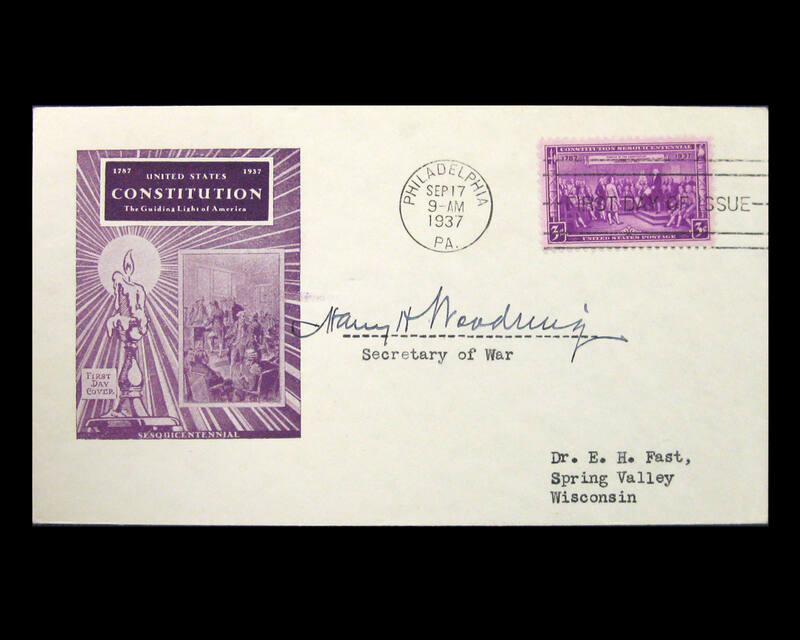 1787 1937
UNITED STATES
CONSTITUTION
The Guiding Light of America
FIRST
DAY
COVER
SESQUICENTENNIAL
PHILADELPHIA
SEP 17
9-AM
1937
PA.
CONSTITUTION SESQUICENTENNIAL
1787 1937
3¢ 3¢
UNITED STATES POSTAGE
FIRST DAY OF ISSUE
Harry H Woodring
Secretary of War
Dr. E. H. Fast,
Spring Valley
Wisconsin